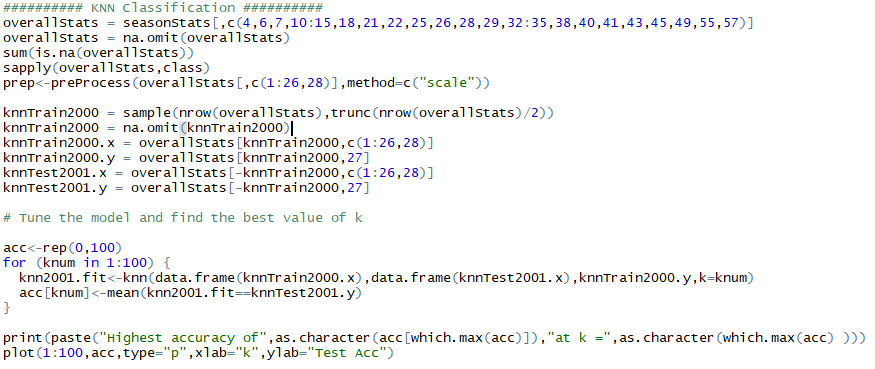 ########## KNN Classification ##########
overallStats = seasonStats[,c(4,6,7,10:15,18,21,22,25,26,28,29,32:35,38,40,41,43,45,49,55,57)]
overallStats = na.omit(overallStats)
sum(is.na(overallStats))
sapply(overallStats,class)
prep<-preProcess(overallStats[,c(1:26,28)],method=c("scale"))
knnTrain2000 = sample(nrow(overallStats),trunc(nrow(overallStats)/2))
knnTrain2000 = na.omit(knnTrain2000)
knnTrain2000.x = overallStats[knnTrain2000,c(1:26,28)]
knnTrain2000.y = overallStats[knnTrain2000,27]
knnTest2001.x = overallStats[-knnTrain2000,c(1:26,28)]
knnTest2001.y = overallStats[-knnTrain2000,27]
# Tune the model and find the best value of k
acc<-rep(0,100)
for (knum in 1:100) {
  knn2001.fit<-knn(data.frame(knnTrain2000.x),data.frame(knnTest2001.x),knnTrain2000.y,k=knum)
  acc[knum]<-mean(knn2001.fit==knnTest2001.y)
}
print(paste("Highest accuracy of",as.character(acc[which.max(acc)]),"at k =",as.character(which.max(acc) )))
plot(1:100,acc,type="p",xlab="k",ylab="Test Acc")